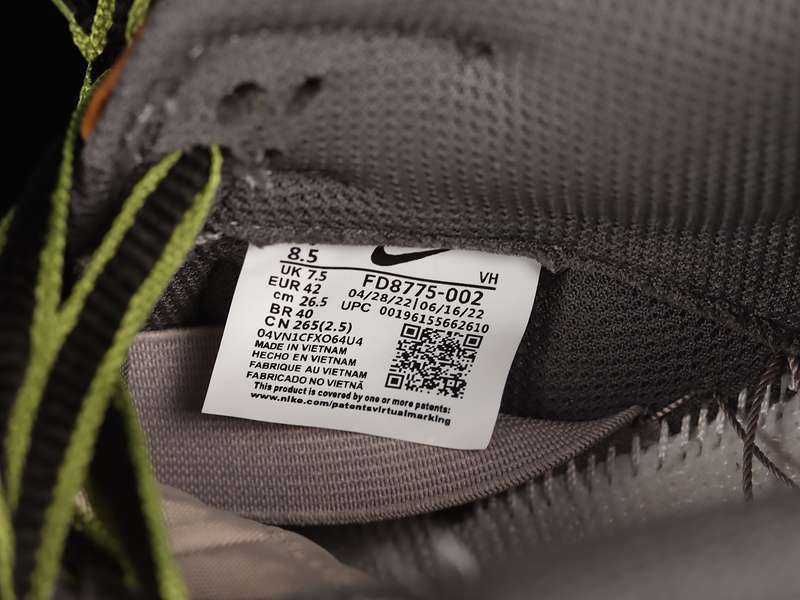 8.5
UK 7.5
EUR 42
cm 26.5
BR 40
CN 265(2.5)
VH
FD8775-002
04/28/22|06/16/22
UPC 00196155662610
04VN1CFXO64U4
MADE IN VIETNAM
HECHO EN VIETNAM
FABRIQUE AU VIETNAM
FABRICADO NO VIETNÃ
This product is covered by one or more patents:
www.nike.com/patentsvirtualmarking